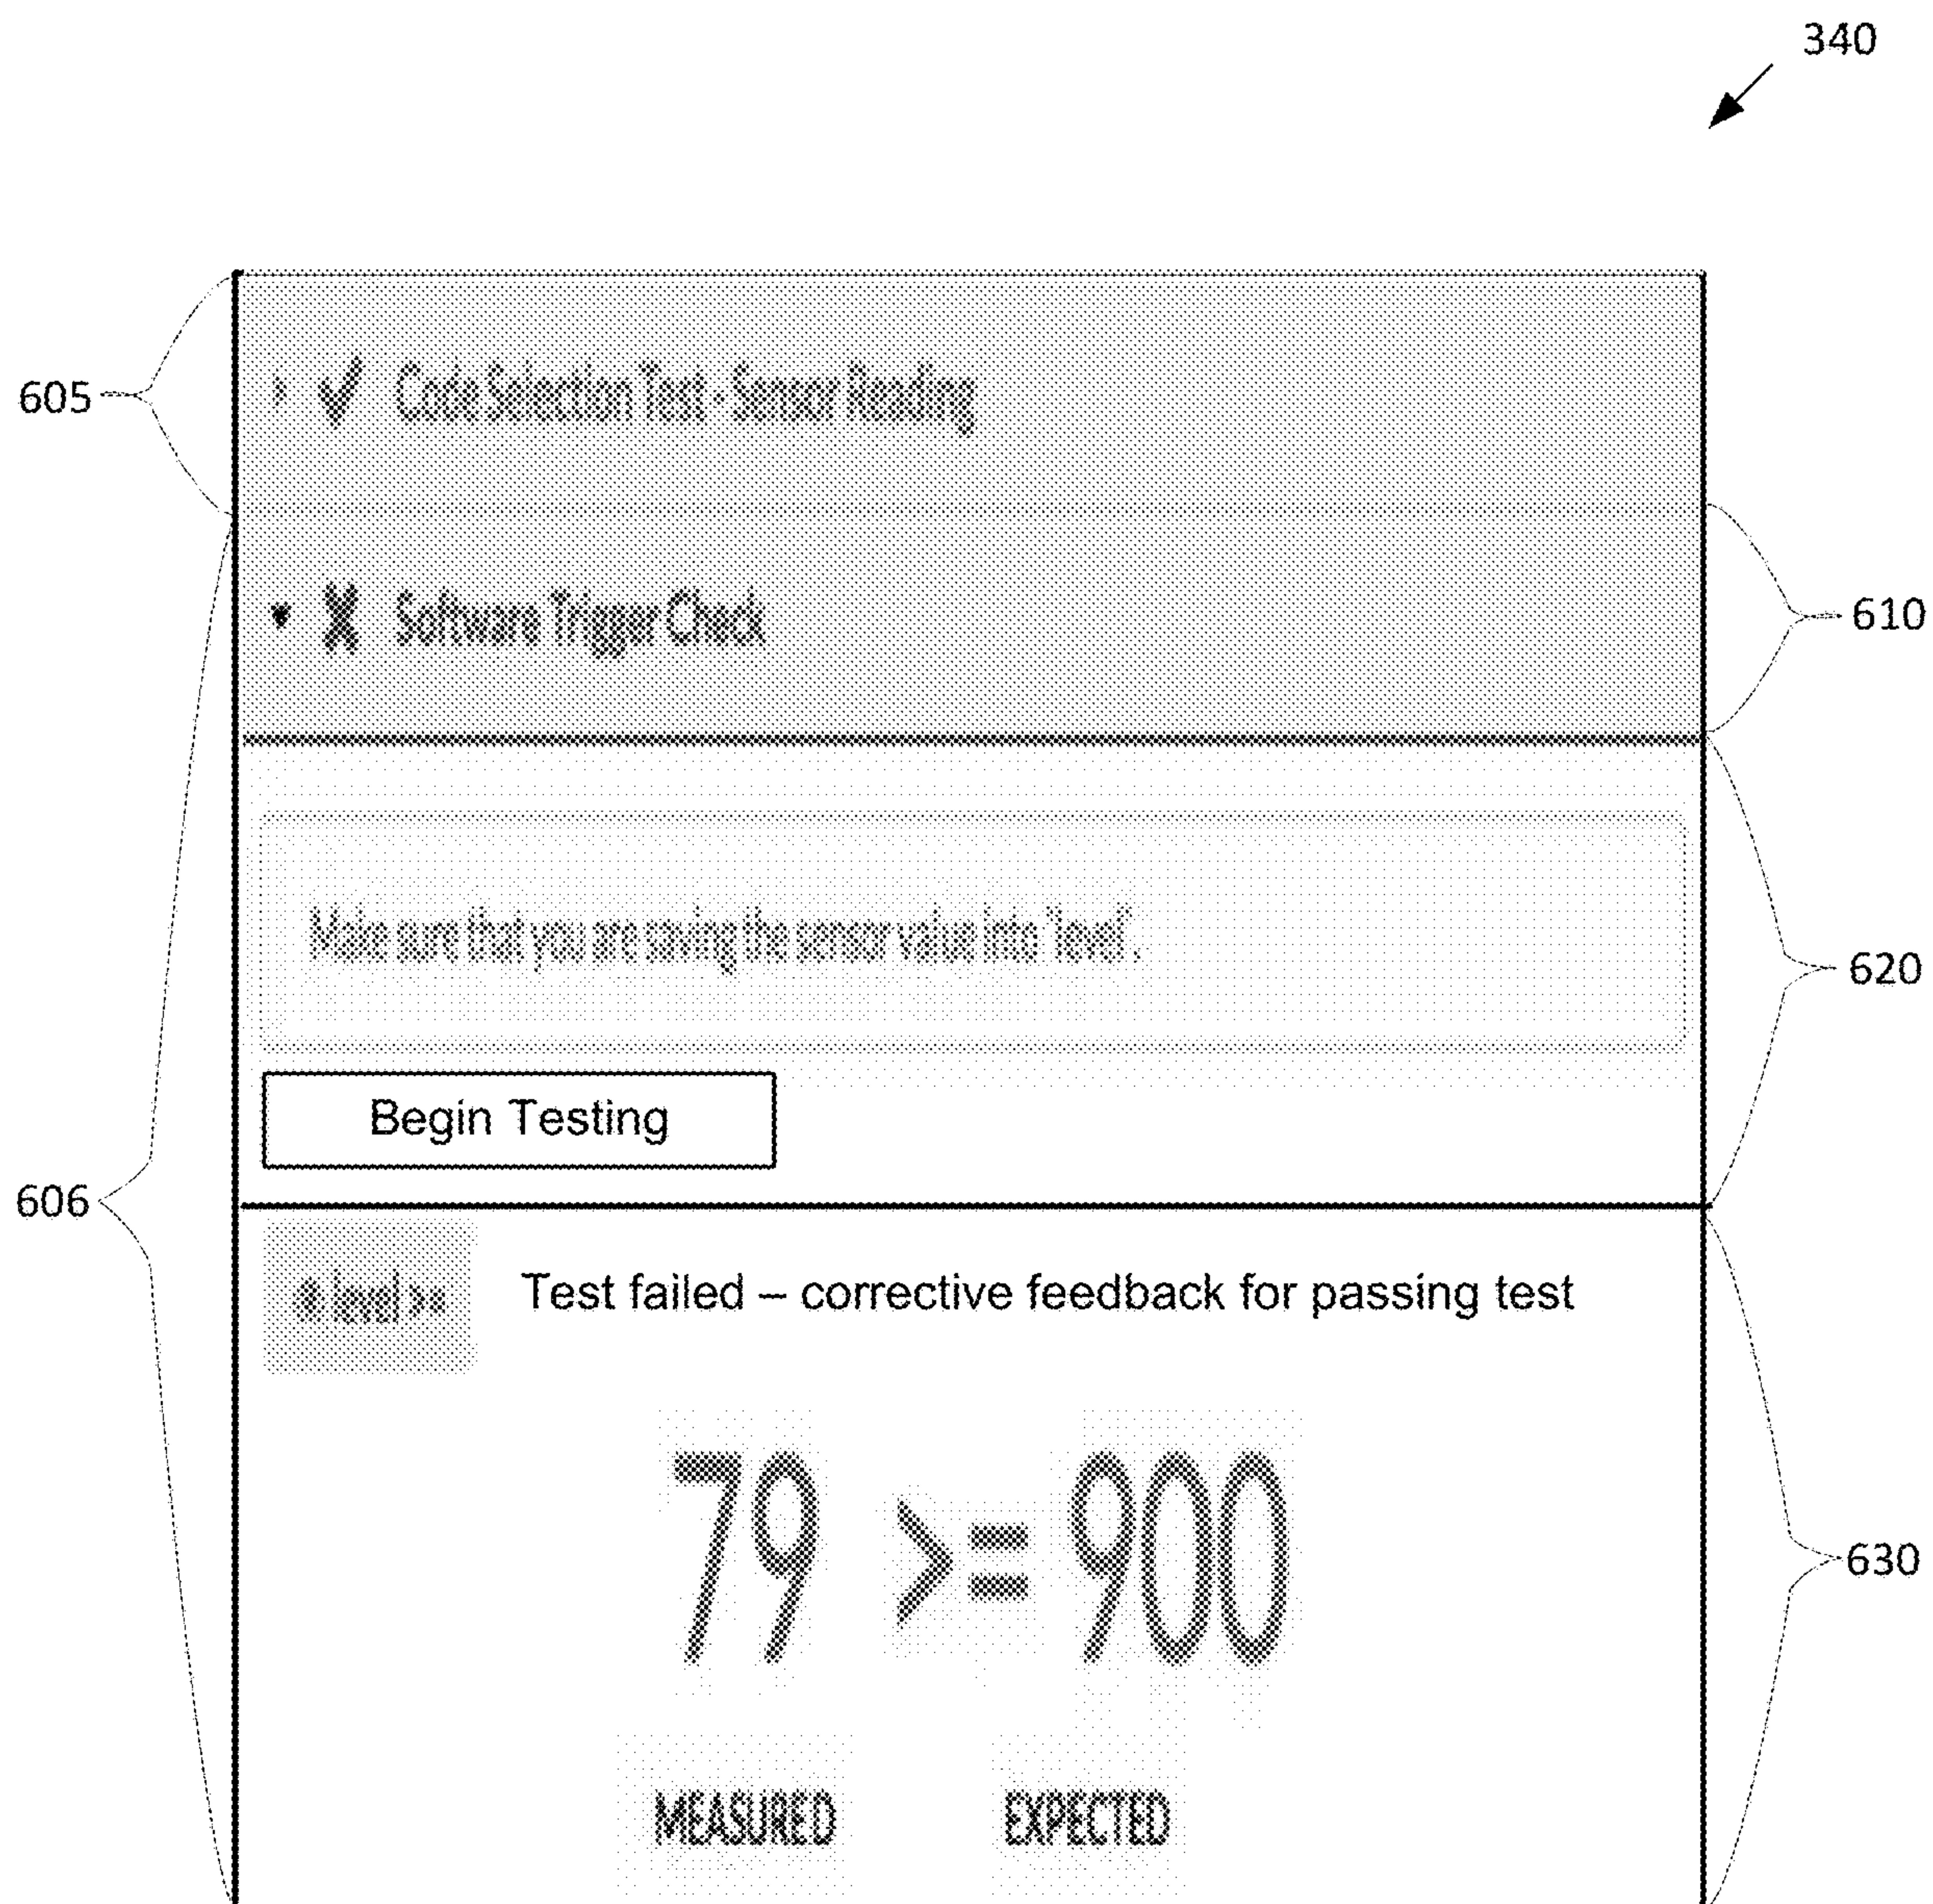 340
605
✓ Code Selection Test - Sensor Reading
610
X Software Trigger Check
620
Make sure that you are saving the sensor value into "level".
Begin Testing
606
level >=
Test failed – corrective feedback for passing test
79 >= 900
630
MEASURED EXPECTED